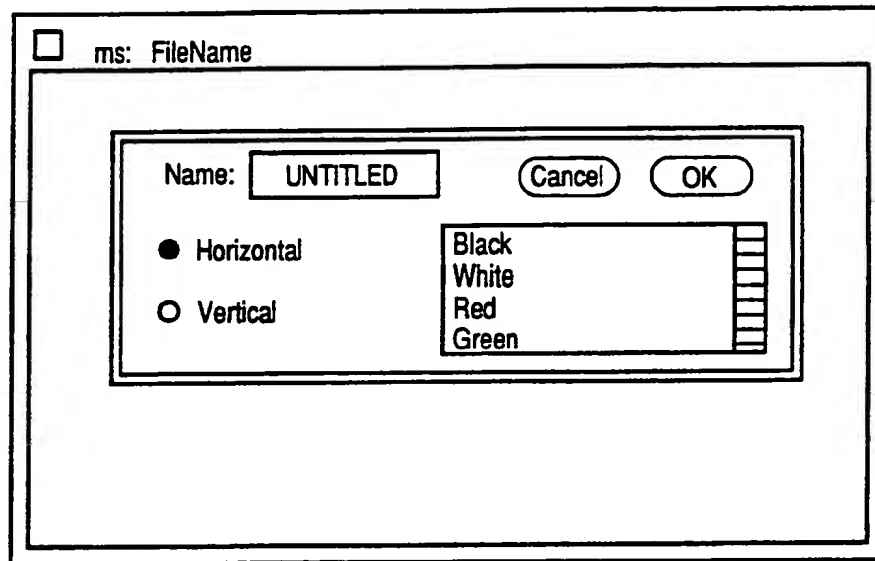 ms: FileName
Name: UNTITLED Cancel OK
Horizontal
Vertical
Black
White
Red
Green